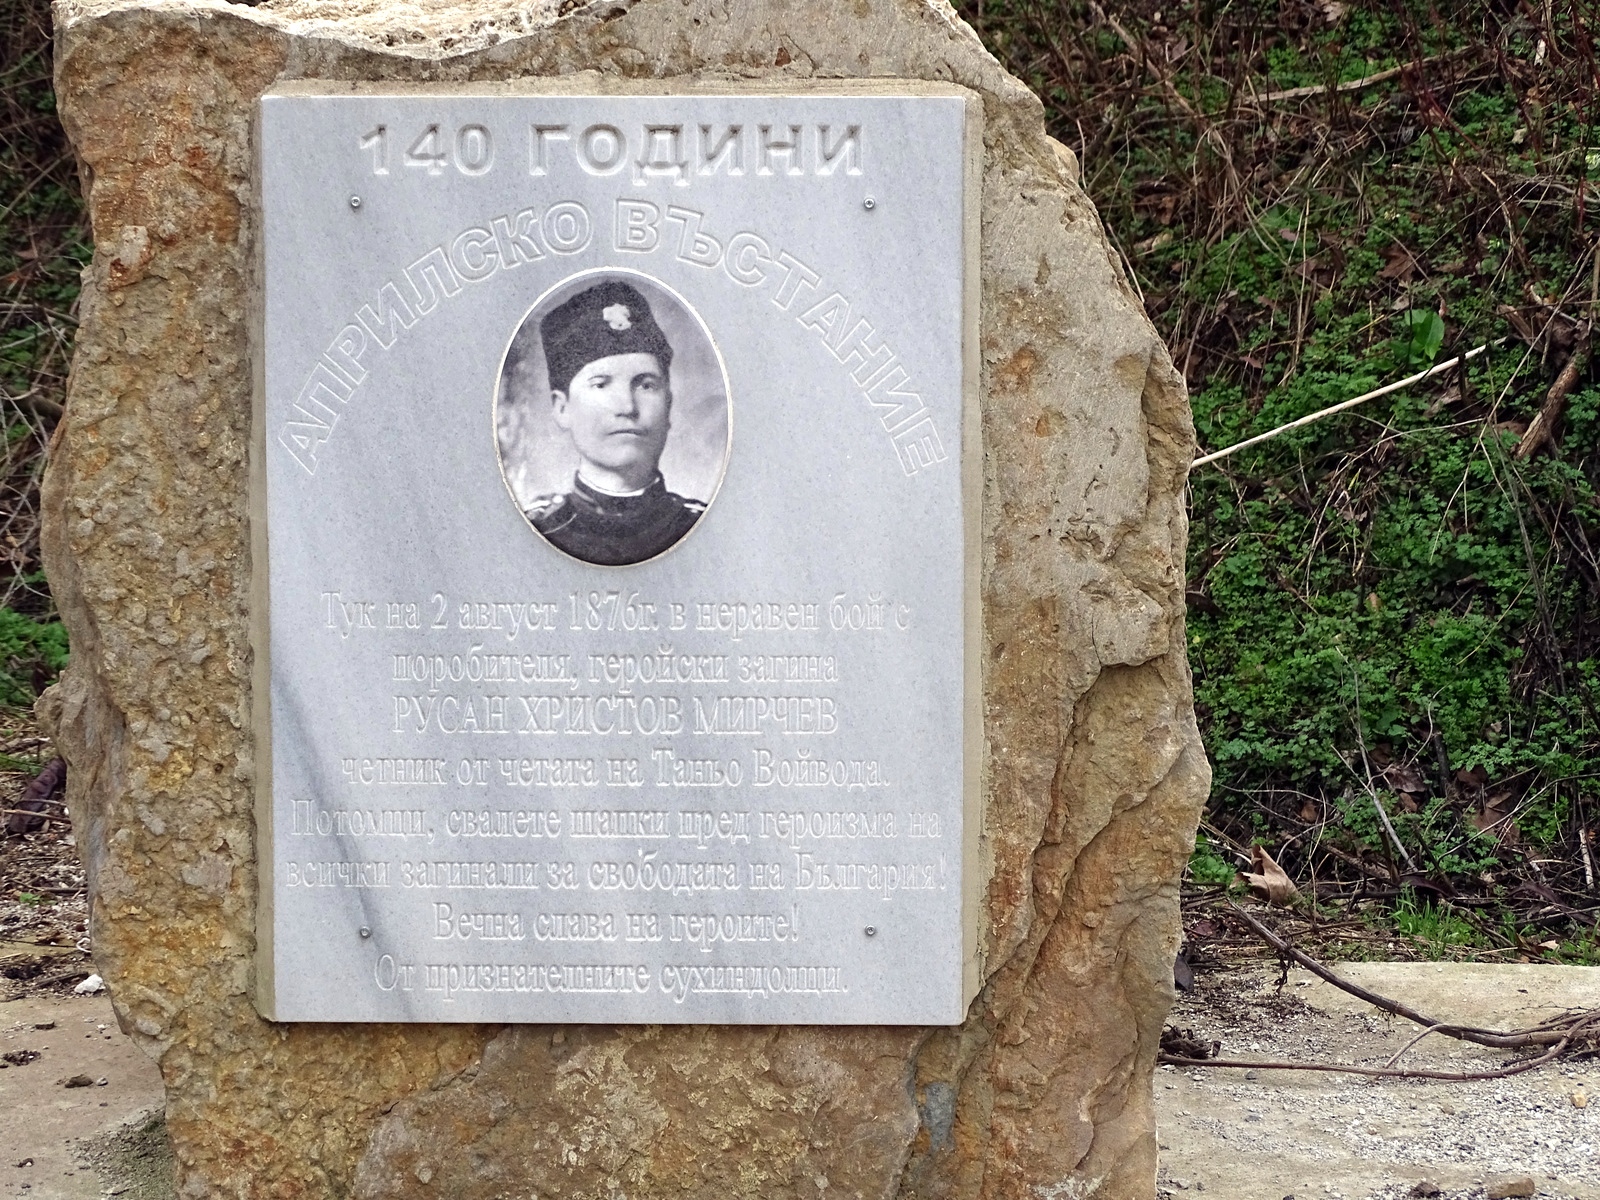 140 ГОДИНИ
АПРИЛСКО ВЪСТАНИЕ
Тук на 2 август 1876г. в неравен бой с
поробителя, геройски загина
РУСАН ХРИСТОВ МИРЧЕВ
четник от четата на Таньо Войвода.
Потомци, свалете шапки пред героизма на
всички загинали за свободата на България!
Вечна слава на героите!
От признателните сухиндолци.